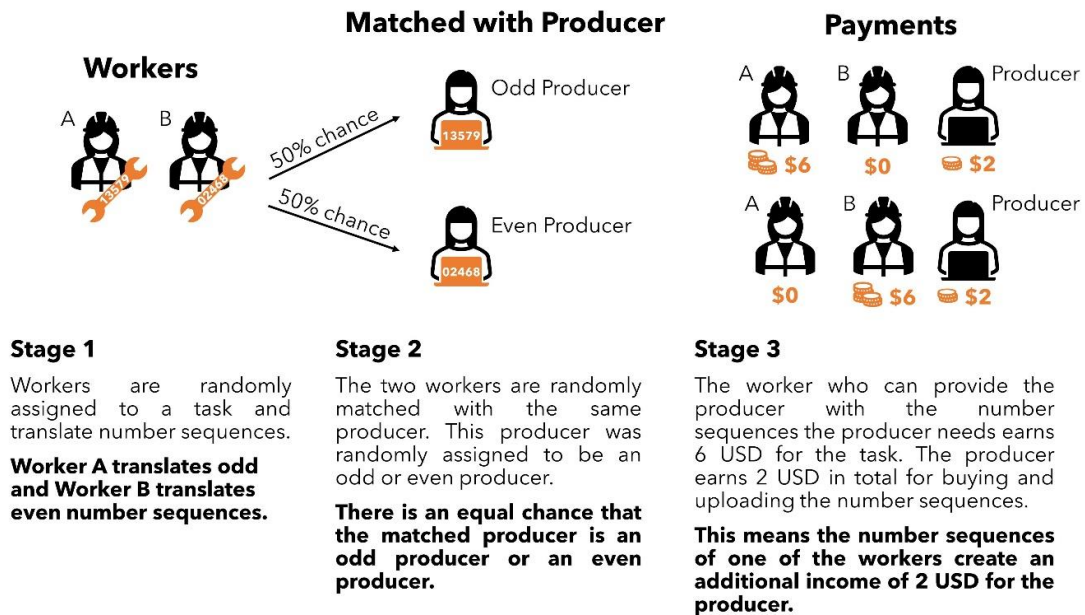 Matched with Producer
Payments
Workers
A
B
13579
02468
50% chance
50% chance
13579
Odd Producer
02468
Even Producer
A
B
Producer
$6
$0
$2
A
B
Producer
$0
$6
$2
Stage 1
Workers are randomly
assigned to a task and
translate number sequences.
Worker A translates odd
and Worker B translates
even number sequences.
Stage 2
The two workers are randomly
matched with the same
producer. This producer was
randomly assigned to be an
odd or even producer.
There is an equal chance that
the matched producer is an
odd producer or an even
producer.
Stage 3
The worker who can provide the
producer with the number
sequences the producer needs earns
6 USD for the task. The producer
earns 2 USD in total for buying and
uploading the number sequences.
This means the number sequences
of one of the workers create an
additional income of 2 USD for the
producer.